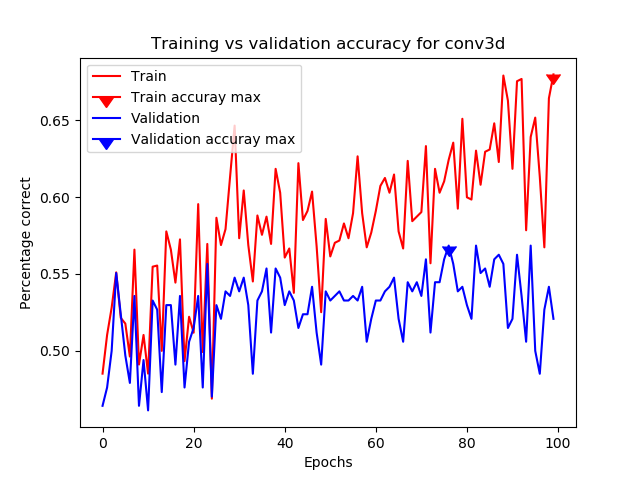 Training vs validation accuracy for conv3d
Train
Train accuray max
Validation
Validation accuray max
0.65
0.60
0.55
0.50
Percentage correct
0 20 40 60 80 100
Epochs